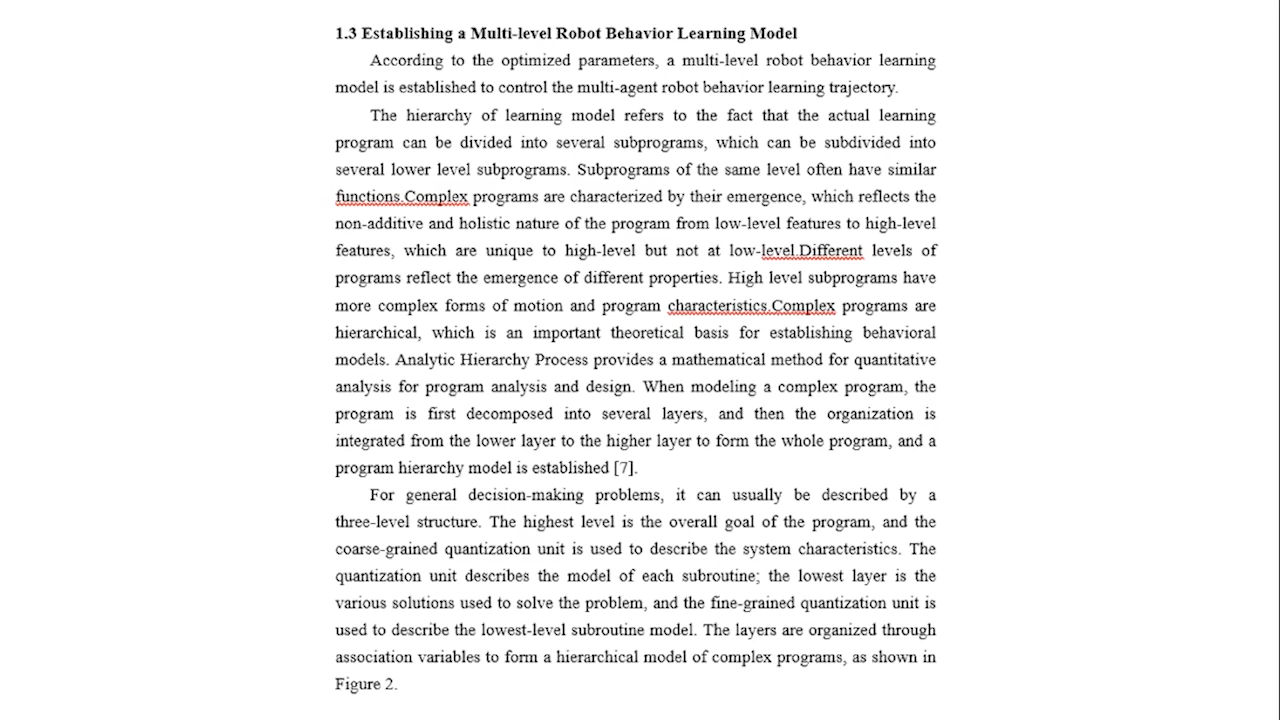 1.3 Establishing a Multi-level Robot Behavior Learning Model
According to the optimized parameters, a multi-level robot behavior learning
model is established to control the multi-agent robot behavior learning trajectory.
The hierarchy of learning model refers to the fact that the actual learning
program can be divided into several subprograms, which can be subdivided into
several lower level subprograms. Subprograms of the same level often have similar
functions.Complex programs are characterized by their emergence, which reflects the
non-additive and holistic nature of the program from low-level features to high-level
features, which are unique to high-level but not at low-level.Different levels of
programs reflect the emergence of different properties. High level subprograms have
more complex forms of motion and program characteristics.Complex programs are
hierarchical, which is an important theoretical basis for establishing behavioral
models. Analytic Hierarchy Process provides a mathematical method for quantitative
analysis for program analysis and design. When modeling a complex program, the
program is first decomposed into several layers, and then the organization is
integrated from the lower layer to the higher layer to form the whole program, and a
program hierarchy model is established [7].
For general decision-making problems, it can usually be described by a
three-level structure. The highest level is the overall goal of the program, and the
coarse-grained quantization unit is used to describe the system characteristics. The
quantization unit describes the model of each subroutine; the lowest layer is the
various solutions used to solve the problem, and the fine-grained quantization unit is
used to describe the lowest-level subroutine model. The layers are organized through
association variables to form a hierarchical model of complex programs, as shown in
Figure 2.